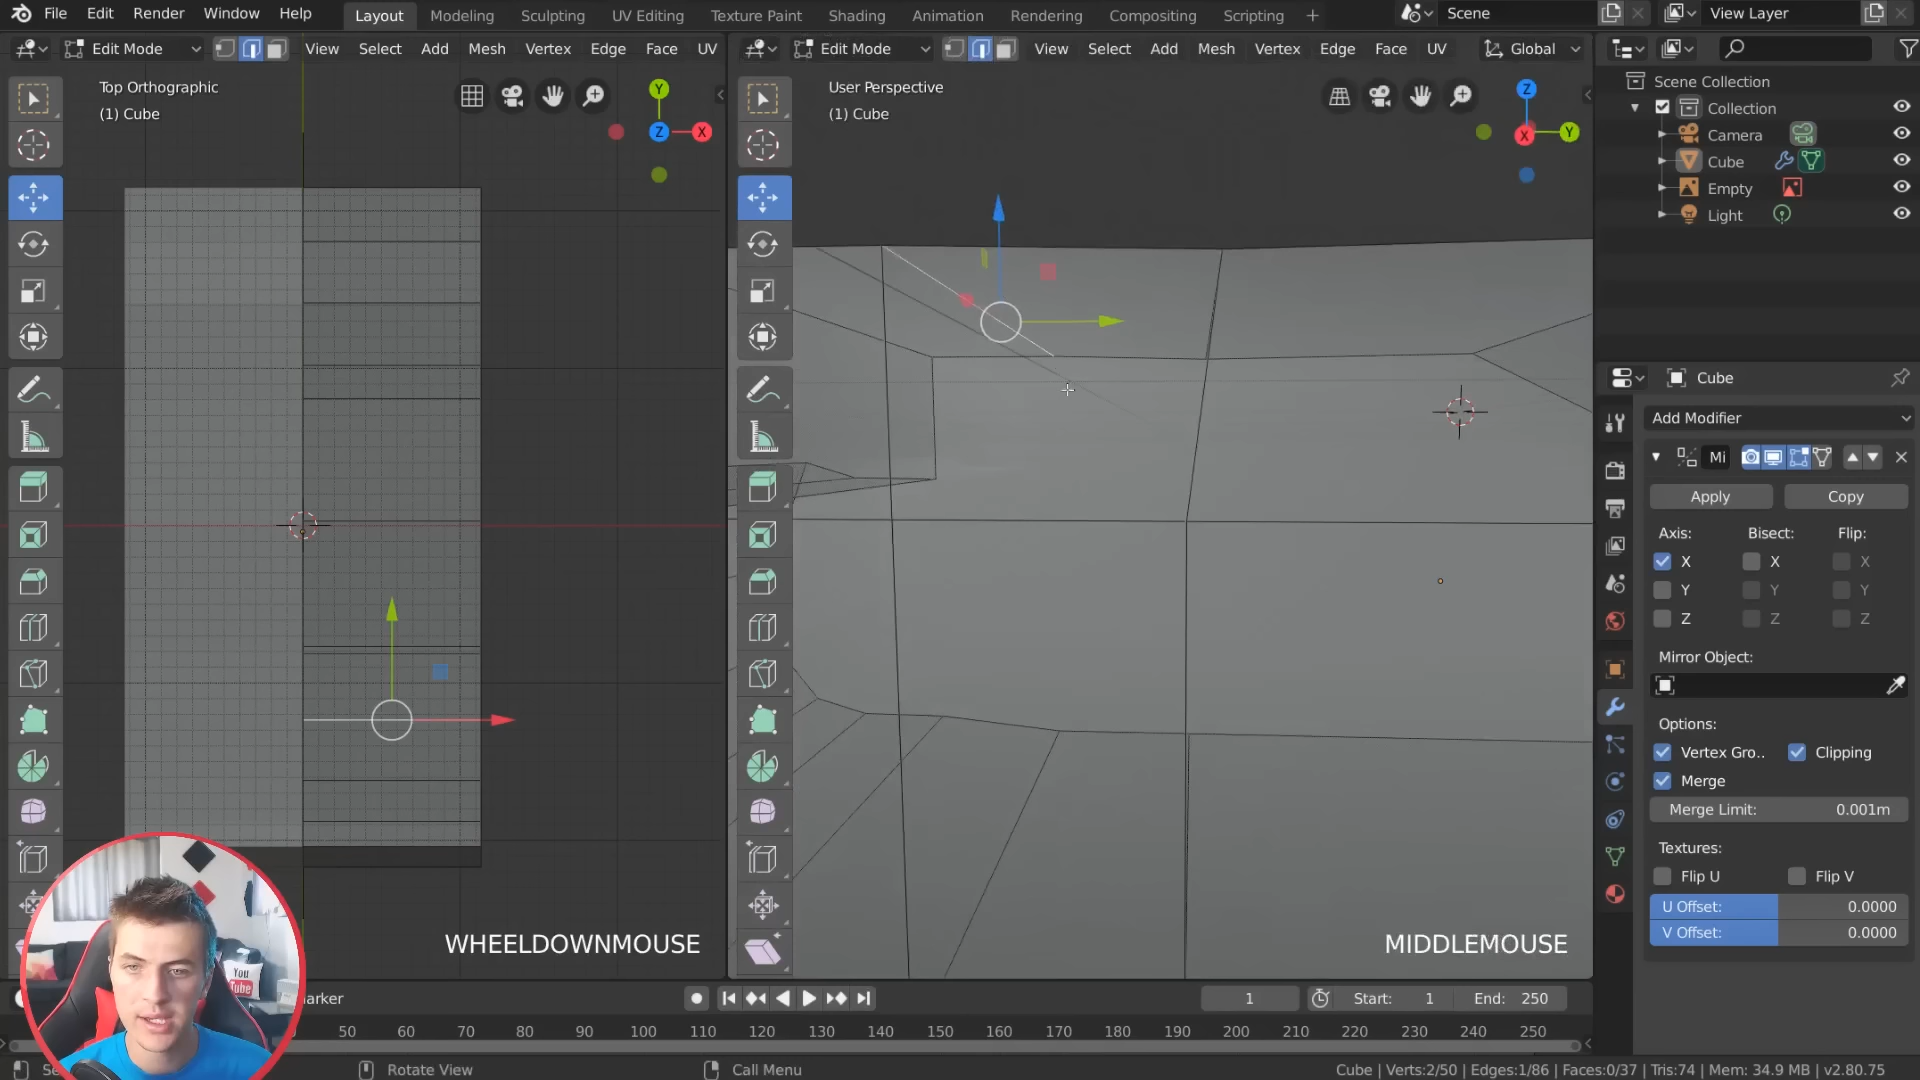 File Edit Render Window Help Layout Modeling Sculpting UV Editing Texture Paint Shading Animation Rendering Compositing Scripting + Scene View Layer
Edit Mode View Select Add Mesh Vertex Edge Face UV
Edit Mode View Select Add Mesh Vertex Edge Face UV Global
Top Orthographic
(1) Cube
Y
Z
X
User Perspective
(1) Cube
Z
X
Y
Scene Collection
Collection
Camera
Cube
Empty
Light
Cube
Add Modifier
Mi
Apply Copy
Axis: Bisect: Flip:
X X X
Y Y Y
Z Z Z
Mirror Object:
Options:
Vertex Gro.. Clipping
Merge
Merge Limit: 0.001m
Textures:
Flip U Flip V
U Offset: 0.0000
V Offset: 0.0000
WHEELDOWNMOUSE
MIDDLEMOUSE
You
Tube
arker 1 Start: 1 End: 250
50 60 70 80 90 100 110 120 130 140 150 160 170 180 190 200 210 220 230 240 250
Se Rotate View Call Menu Cube | Verts:2/50 | Edges:1/86 | Faces:0/37 | Tris:74 | Mem: 34.9 MB | v2.80.75